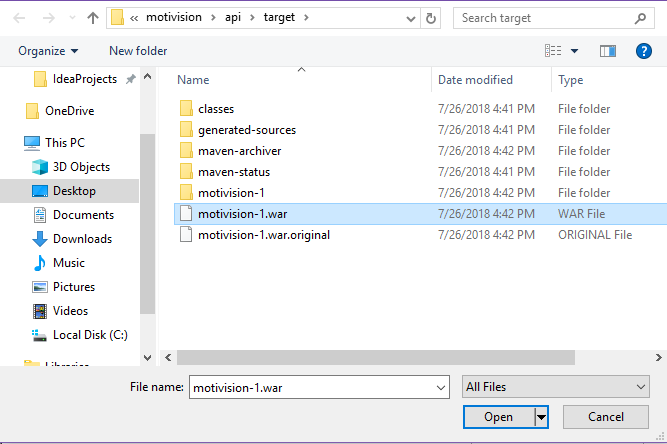 « motivision › api › target › Search target
Organize New folder
IdeaProjects
OneDrive
This PC
3D Objects
Desktop
Documents
Downloads
Music
Pictures
Videos
Local Disk (C:)
Libraries
Name Date modified Type
classes 7/26/2018 4:41 PM File folder
generated-sources 7/26/2018 4:41 PM File folder
maven-archiver 7/26/2018 4:42 PM File folder
maven-status 7/26/2018 4:41 PM File folder
motivision-1 7/26/2018 4:42 PM File folder
motivision-1.war 7/26/2018 4:42 PM WAR File
motivision-1.war.original 7/26/2018 4:42 PM ORIGINAL File
File name: motivision-1.war All Files
Open Cancel